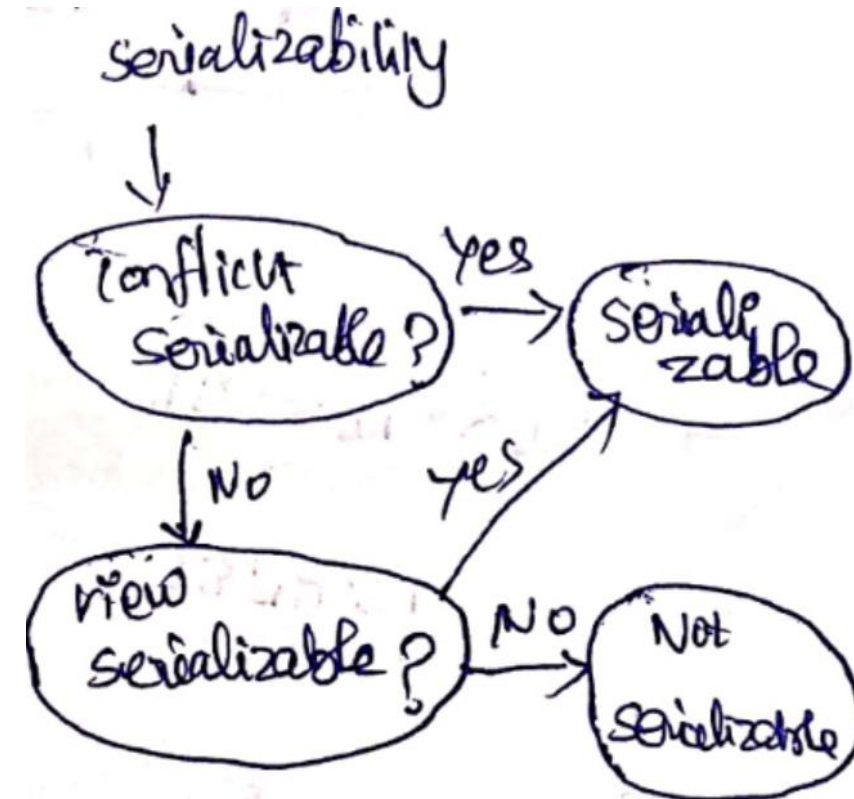 serializability
conflict
serializable?
Yes
seriali
zable
No
yes
view
serializable?
NO
Not
serializable